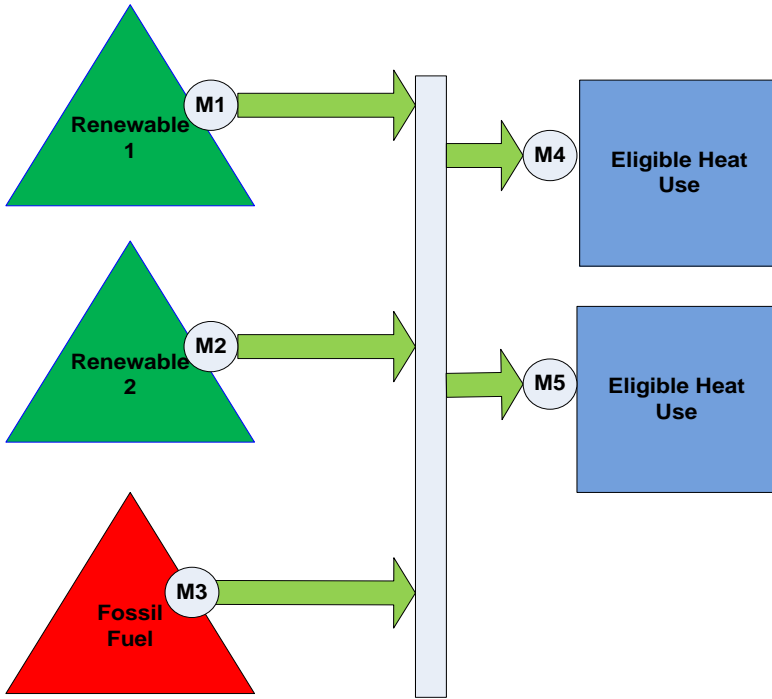 M1
Renewable
1
M4
Eligible Heat
Use
M2
Renewable
2
M5
Eligible Heat
Use
M3
Fossil
Fuel